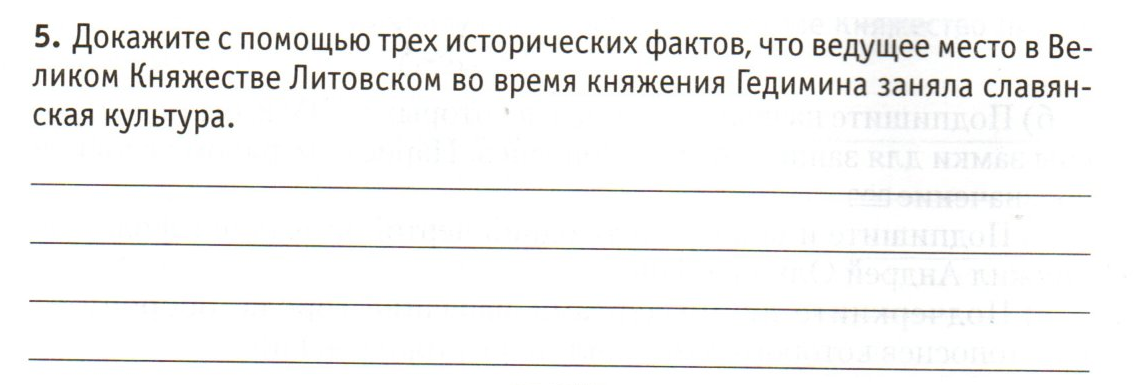 5. Докажите с помощью трех исторических фактов, что ведущее место в Ве-
ликом Княжестве Литовском во время княжения Гедимина заняла славян-
ская культура.